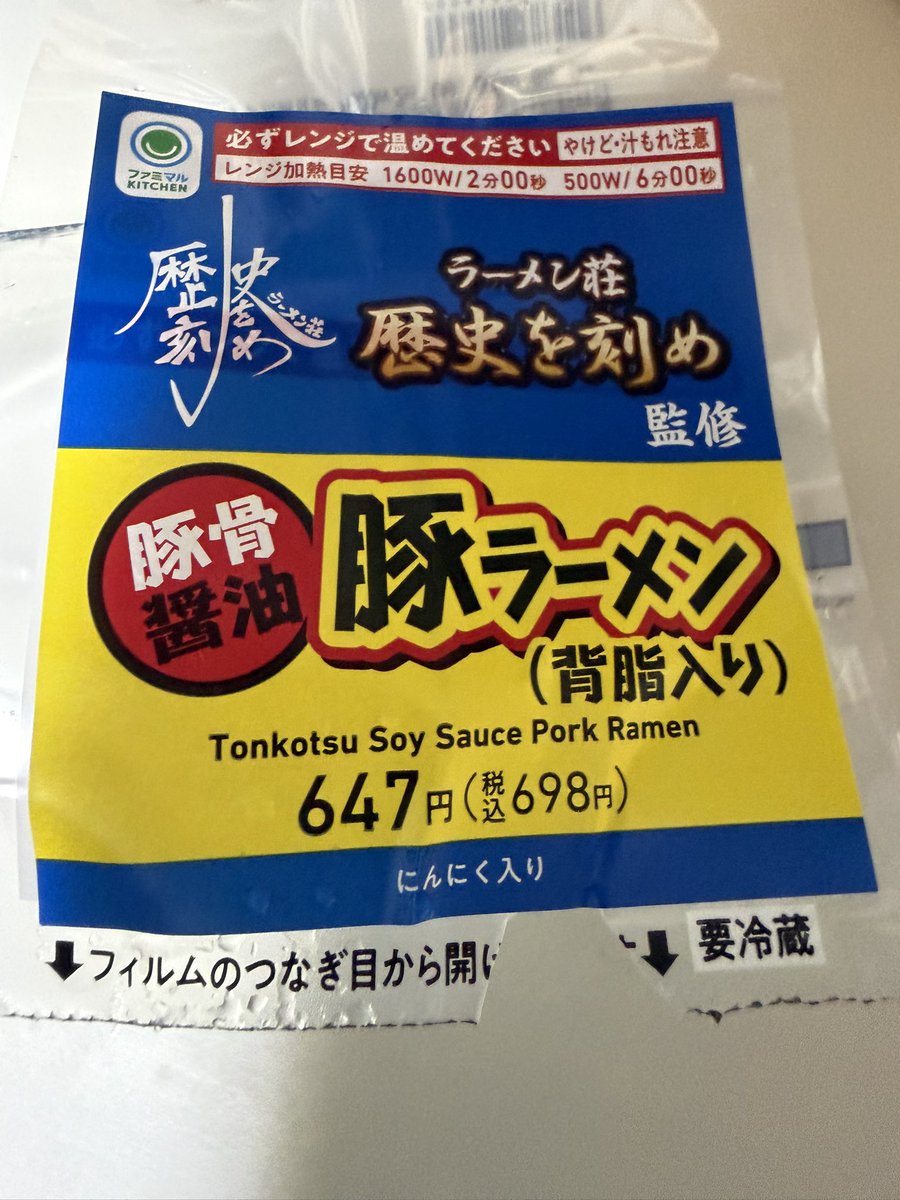 ファミマル
KITCHEN
必ずレンジで温めてください やけど・汁もれ注意
レンジ加熱目安 1600W/2分00秒 500W/6分00秒
歴史を刻め
ラーメン荘
ラーメン荘
歴史を刻め
監修
豚骨
醤油
豚ラーメン
(背脂入り)
Tonkotsu Soy Sauce Pork Ramen
647円(税込698円)
にんにく入り
フィルムのつなぎ目から開け
要冷蔵